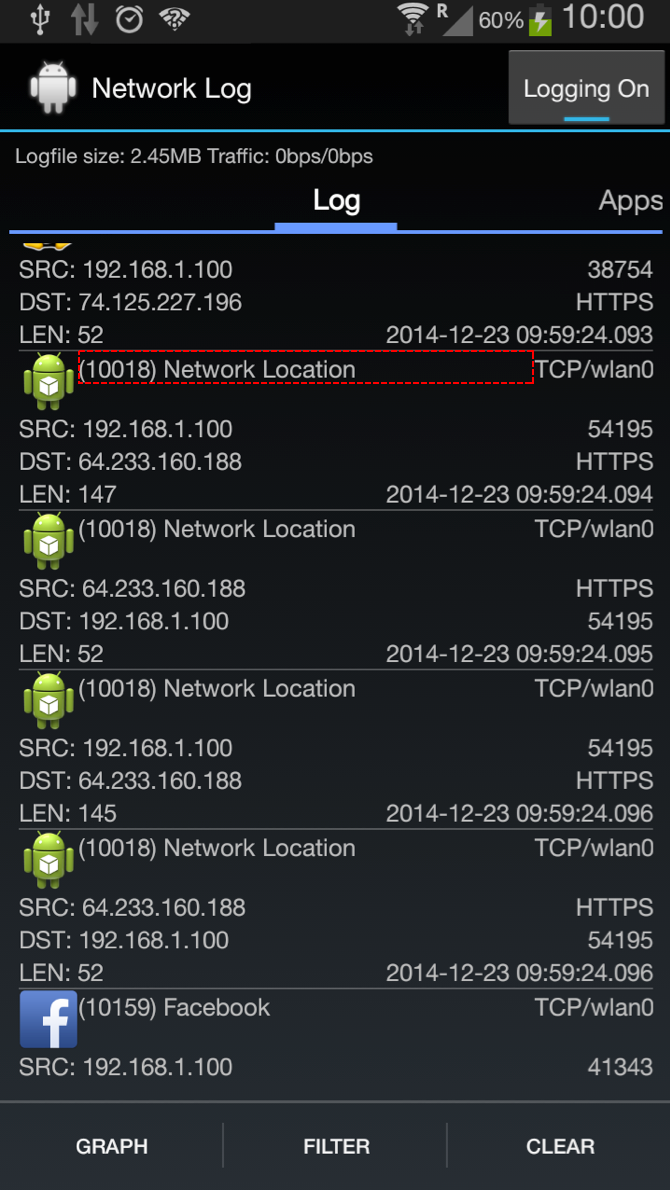 R 60% 10:00
Network Log Logging On
Logfile size: 2.45MB Traffic: 0bps/0bps
Log Apps
SRC: 192.168.1.100 38754
DST: 74.125.227.196 HTTPS
LEN: 52 2014-12-23 09:59:24.093
(10018) Network Location TCP/wlan0
SRC: 192.168.1.100 54195
DST: 64.233.160.188 HTTPS
LEN: 147 2014-12-23 09:59:24.094
(10018) Network Location TCP/wlan0
SRC: 64.233.160.188 HTTPS
DST: 192.168.1.100 54195
LEN: 52 2014-12-23 09:59:24.095
(10018) Network Location TCP/wlan0
SRC: 192.168.1.100 54195
DST: 64.233.160.188 HTTPS
LEN: 145 2014-12-23 09:59:24.096
(10018) Network Location TCP/wlan0
SRC: 64.233.160.188 HTTPS
DST: 192.168.1.100 54195
LEN: 52 2014-12-23 09:59:24.096
(10159) Facebook TCP/wlan0
SRC: 192.168.1.100 41343
GRAPH FILTER CLEAR